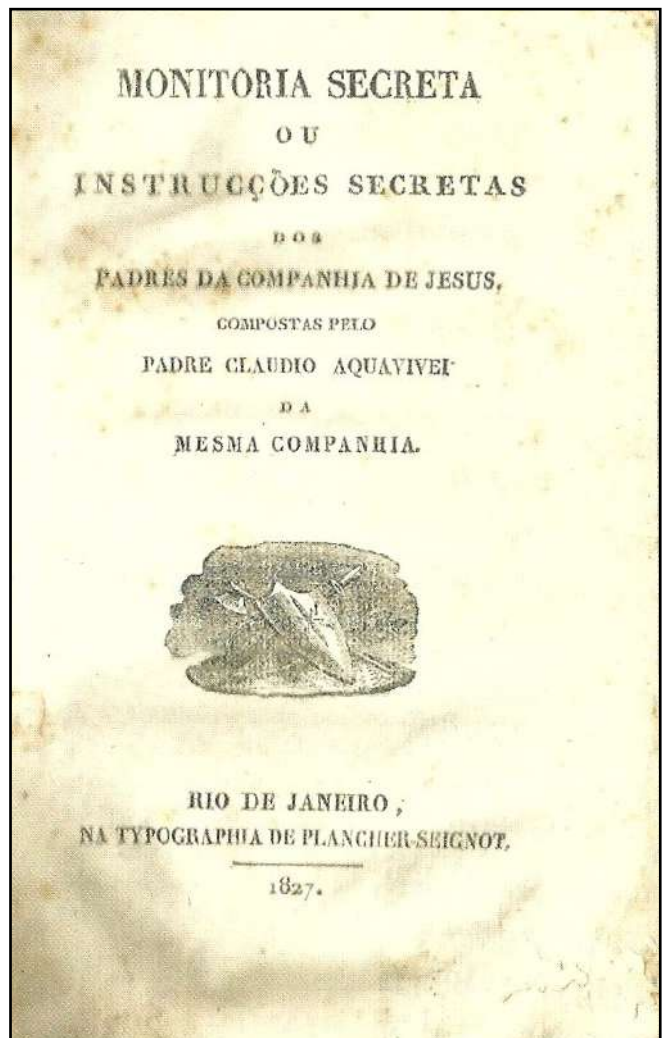 MONITORIA SECRETA
OU
INSTRUCÇÕES SECRETAS
DOS
PADRES DA COMPANHIA DE JESUS,
COMPOSTAS PELO
PADRE CLAUDIO AQUAVIVEI
DA
MESMA COMPANHIA.
RIO DE JANEIRO,
NA TYPOGRAPHIA DE PLANCHER-SEIGNOT,
1827.